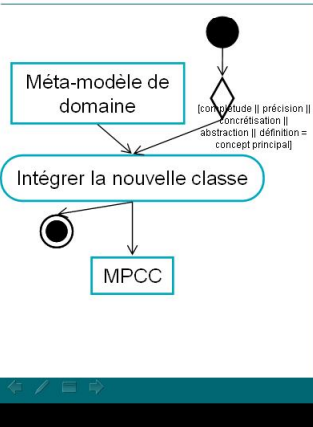 Méta-modèle de
domaine
[complétude || précision ||
concrétisation ||
abstraction || définition =
concept principal]
Intégrer la nouvelle classe
MPCC